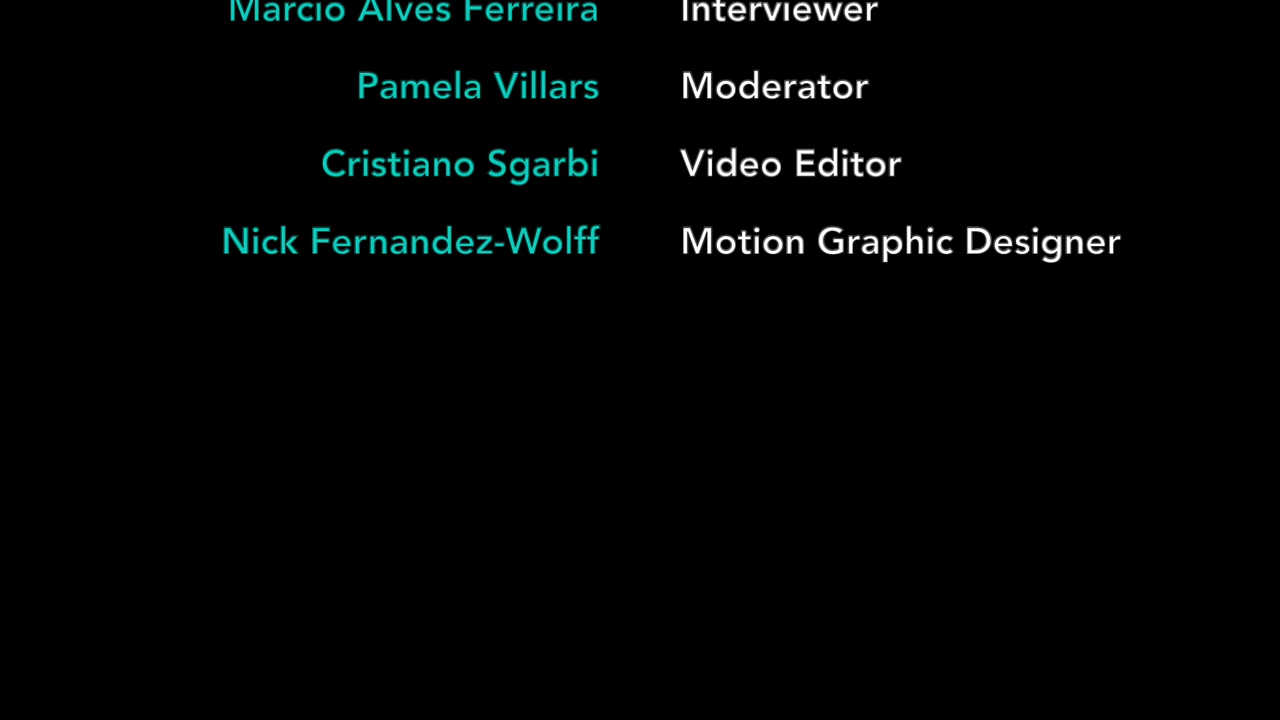 Marcio Alves Ferreira Interviewer
Pamela Villars Moderator
Cristiano Sgarbi Video Editor
Nick Fernandez-Wolff Motion Graphic Designer